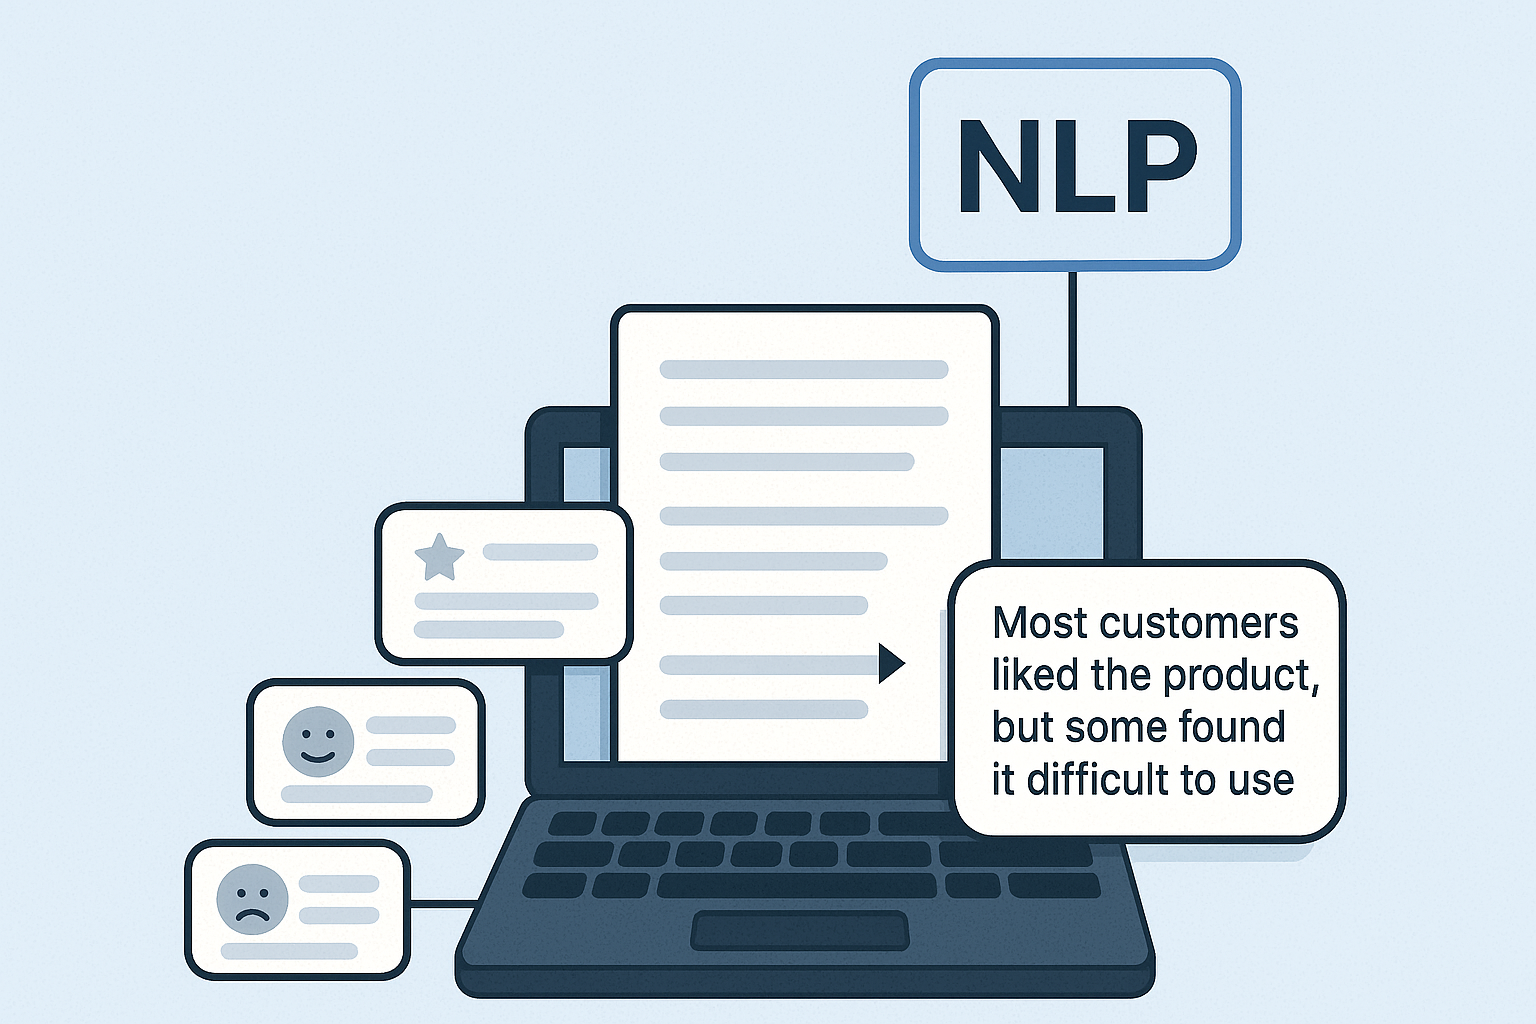 NLP
Most customers
liked the product,
but some found
it difficult to use